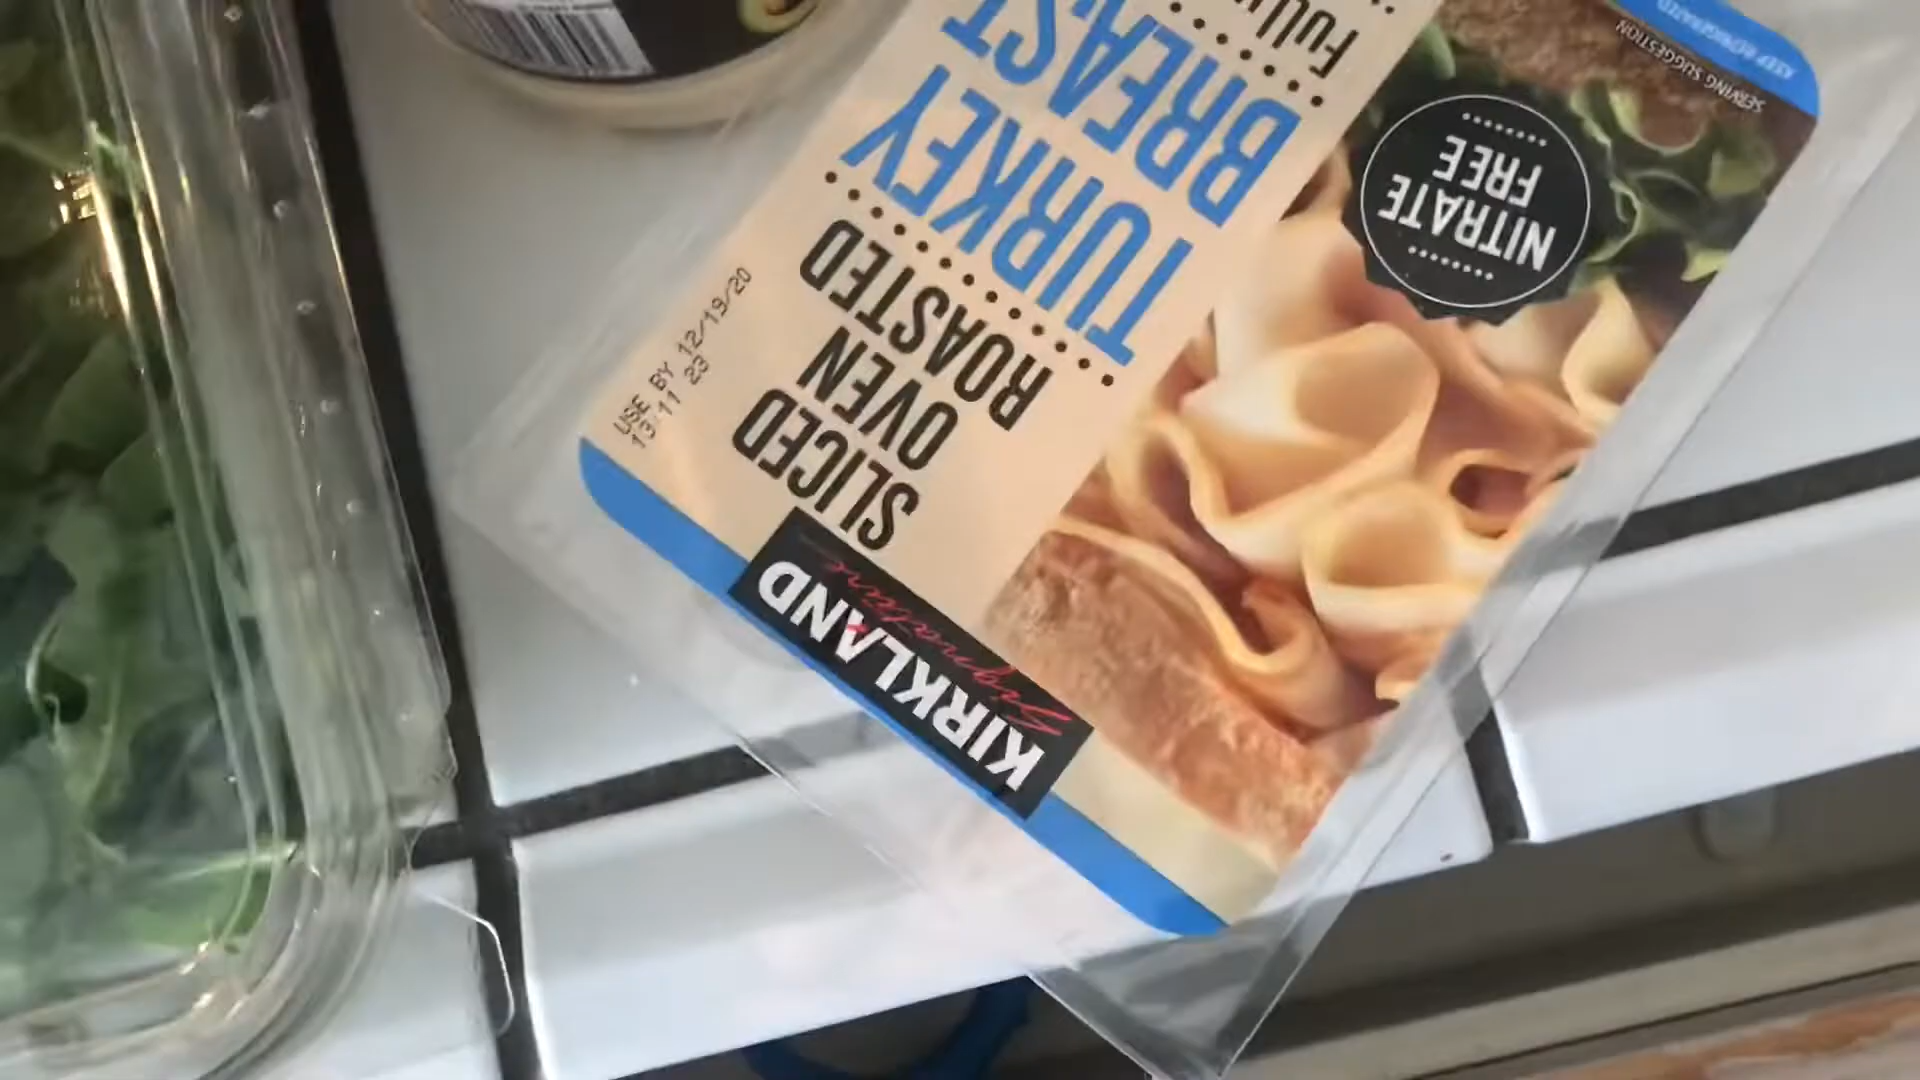 KIRKLAND
Signature
SLICED
OVEN
ROASTED
TURKEY
BREAST
USE BY 12/19/20
13:11 23
NITRATE
FREE
SERVING SUGGESTION
KEEP REFRIGERATED